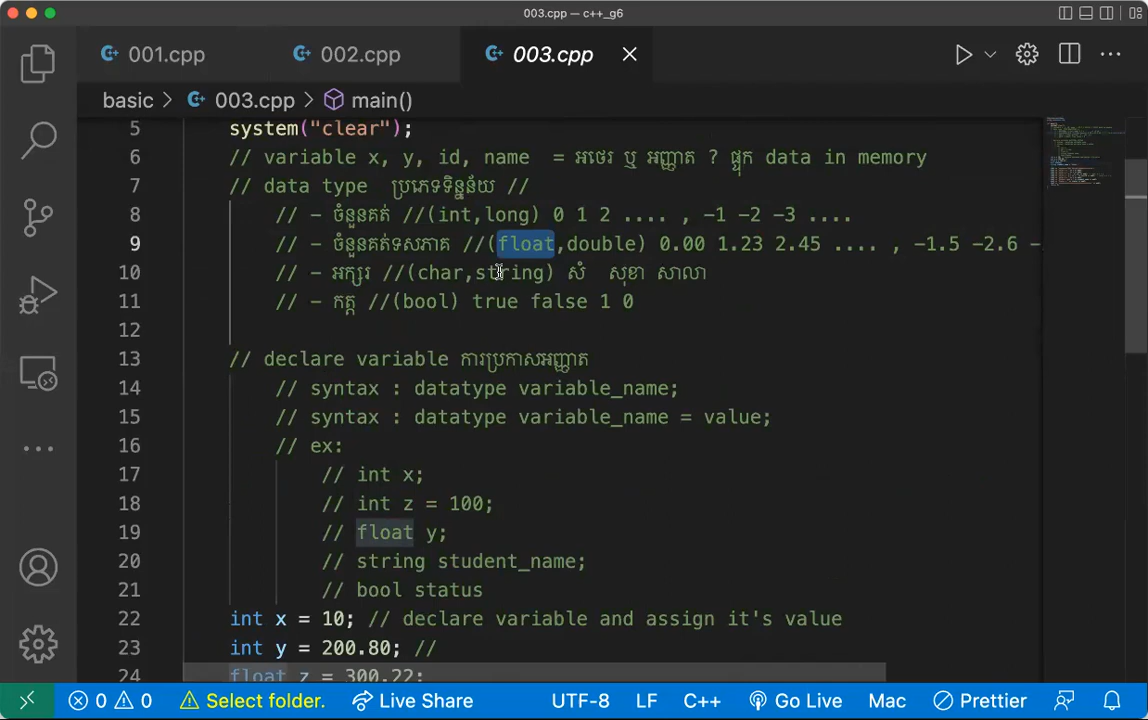 003.cpp — c++_g6
001.cpp 002.cpp 003.cpp
basic > 003.cpp > main()
5 system("clear");
6 // variable x, y, id, name = អថេរ ឬ អញ្ញាត ? ផ្ទុក data in memory
7 // data type ប្រភេទទិន្នន័យ //
8 // - ចំនួនគត់ //(int,long) 0 1 2 .... , -1 -2 -3 ....
9 // - ចំនួនគត់ទសភាគ //(float,double) 0.00 1.23 2.45 .... , -1.5 -2.6 -
10 // - អក្សរ //(char,string) សំ សុខា សាលា
11 // - កត្ត //(bool) true false 1 0
12
13 // declare variable ការប្រកាសអញ្ញាត
14 // syntax : datatype variable_name;
15 // syntax : datatype variable_name = value;
16 // ex:
17 // int x;
18 // int z = 100;
19 // float y;
20 // string student_name;
21 // bool status
22 int x = 10; // declare variable and assign it's value
23 int y = 200.80; //
24 float z = 300.22;
0 0 Select folder. Live Share UTF-8 LF C++ Go Live Mac Prettier